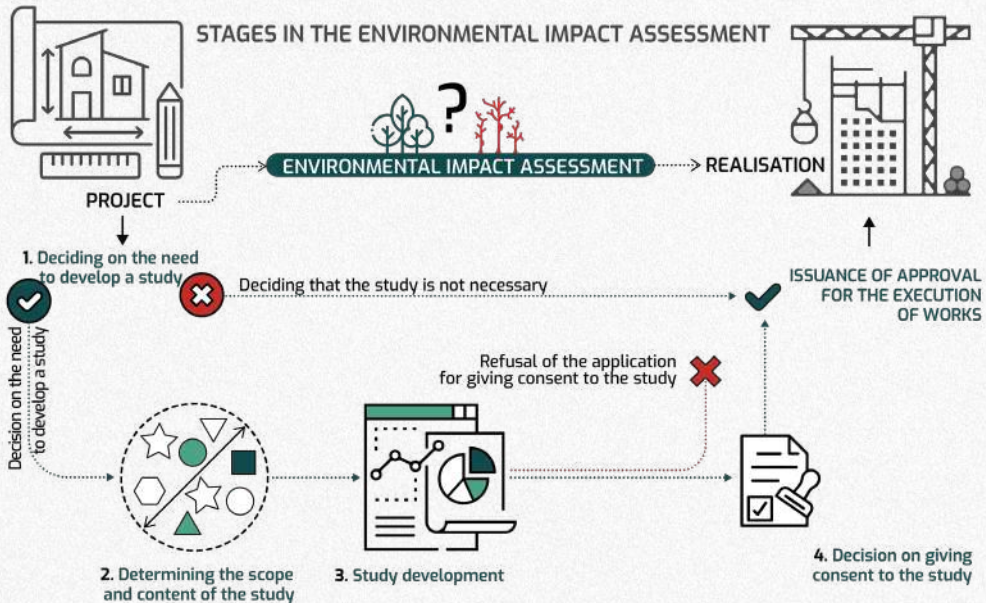 STAGES IN THE ENVIRONMENTAL IMPACT ASSESSMENT
?
ENVIRONMENTAL IMPACT ASSESSMENT
REALISATION
PROJECT
1. Deciding on the need
to develop a study
Deciding that the study is not necessary
ISSUANCE OF APPROVAL
FOR THE EXECUTION
OF WORKS
Decision on the need
to develop a study
Refusal of the application
for giving consent to the study
2. Determining the scope
and content of the study
3. Study development
4. Decision on giving
consent to the study